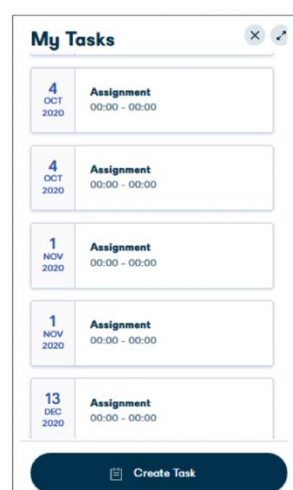 My Tasks
4
OCT
2020
Assignment
00:00 - 00:00
4
OCT
2020
Assignment
00:00 - 00:00
1
NOV
2020
Assignment
00:00 - 00:00
1
NOV
2020
Assignment
00:00 - 00:00
13
DEC
2020
Assignment
00:00 - 00:00
Create Task